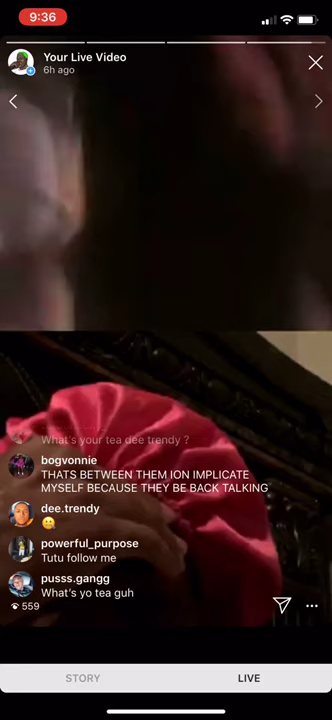 9:36
Your Live Video
6h ago
What's your tea dee trendy ?
bogvonnie
THATS BETWEEN THEM ION IMPLICATE
MYSELF BECAUSE THEY BE BACK TALKING
dee.trendy
powerful_purpose
Tutu follow me
pusss.gangg
What's yo tea guh
559
STORY
LIVE